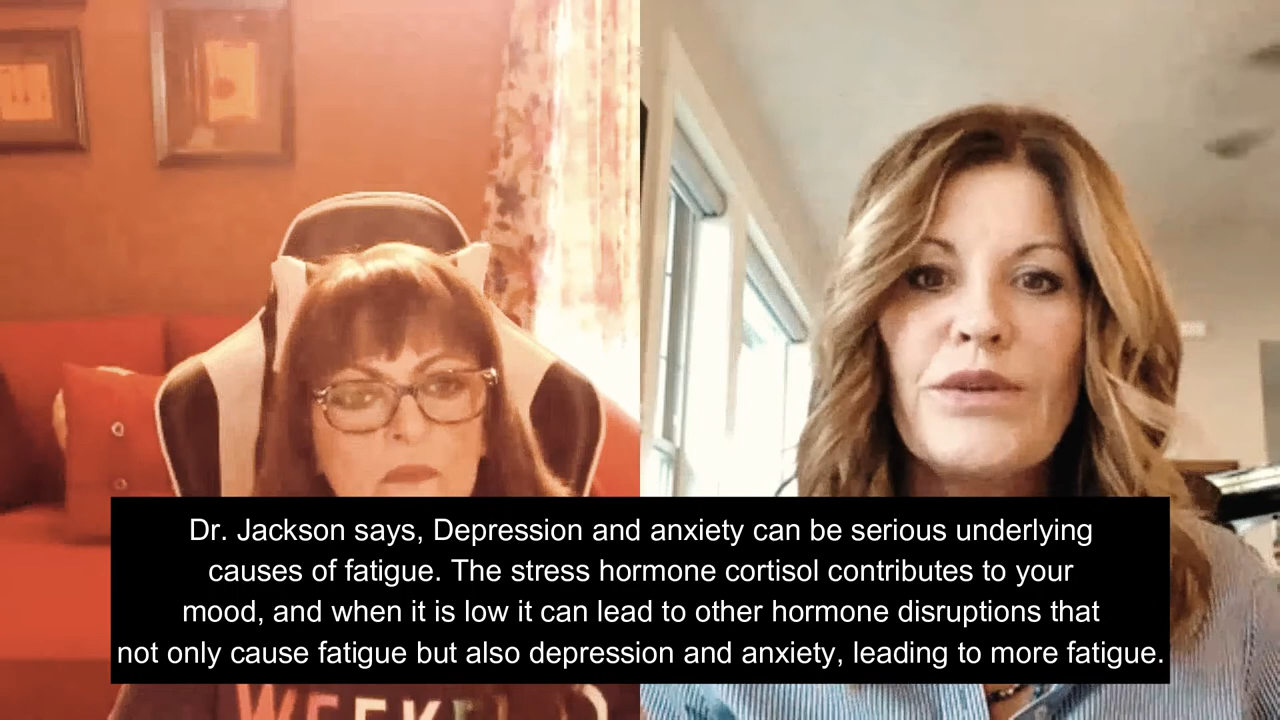 Dr. Jackson says, Depression and anxiety can be serious underlying
causes of fatigue. The stress hormone cortisol contributes to your
mood, and when it is low it can lead to other hormone disruptions that
not only cause fatigue but also depression and anxiety, leading to more fatigue.